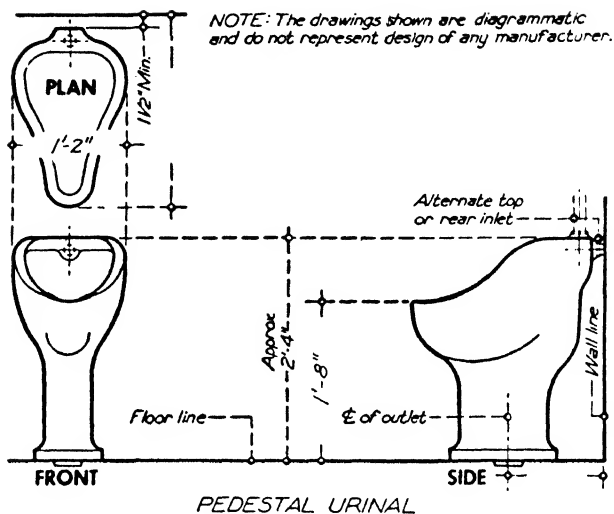 NOTE: The drawings shown are diagrammatic
and do not represent design of any manufacturer.
PLAN
1½" Min.
1'-2"
Alternate top
or rear inlet
Approx
2'-4"
1'-8"
Wall line
Floor line
℄ of outlet
FRONT
SIDE
PEDESTAL URINAL